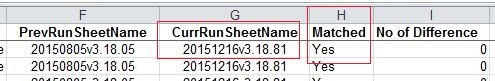 F G H I
PrevRunSheetName CurrRunSheetName Matched No of Difference
20150805v3.18.05 20151216v3.18.81 Yes 0
20150805v3.18.05 20151216v3.18.81 Yes 0